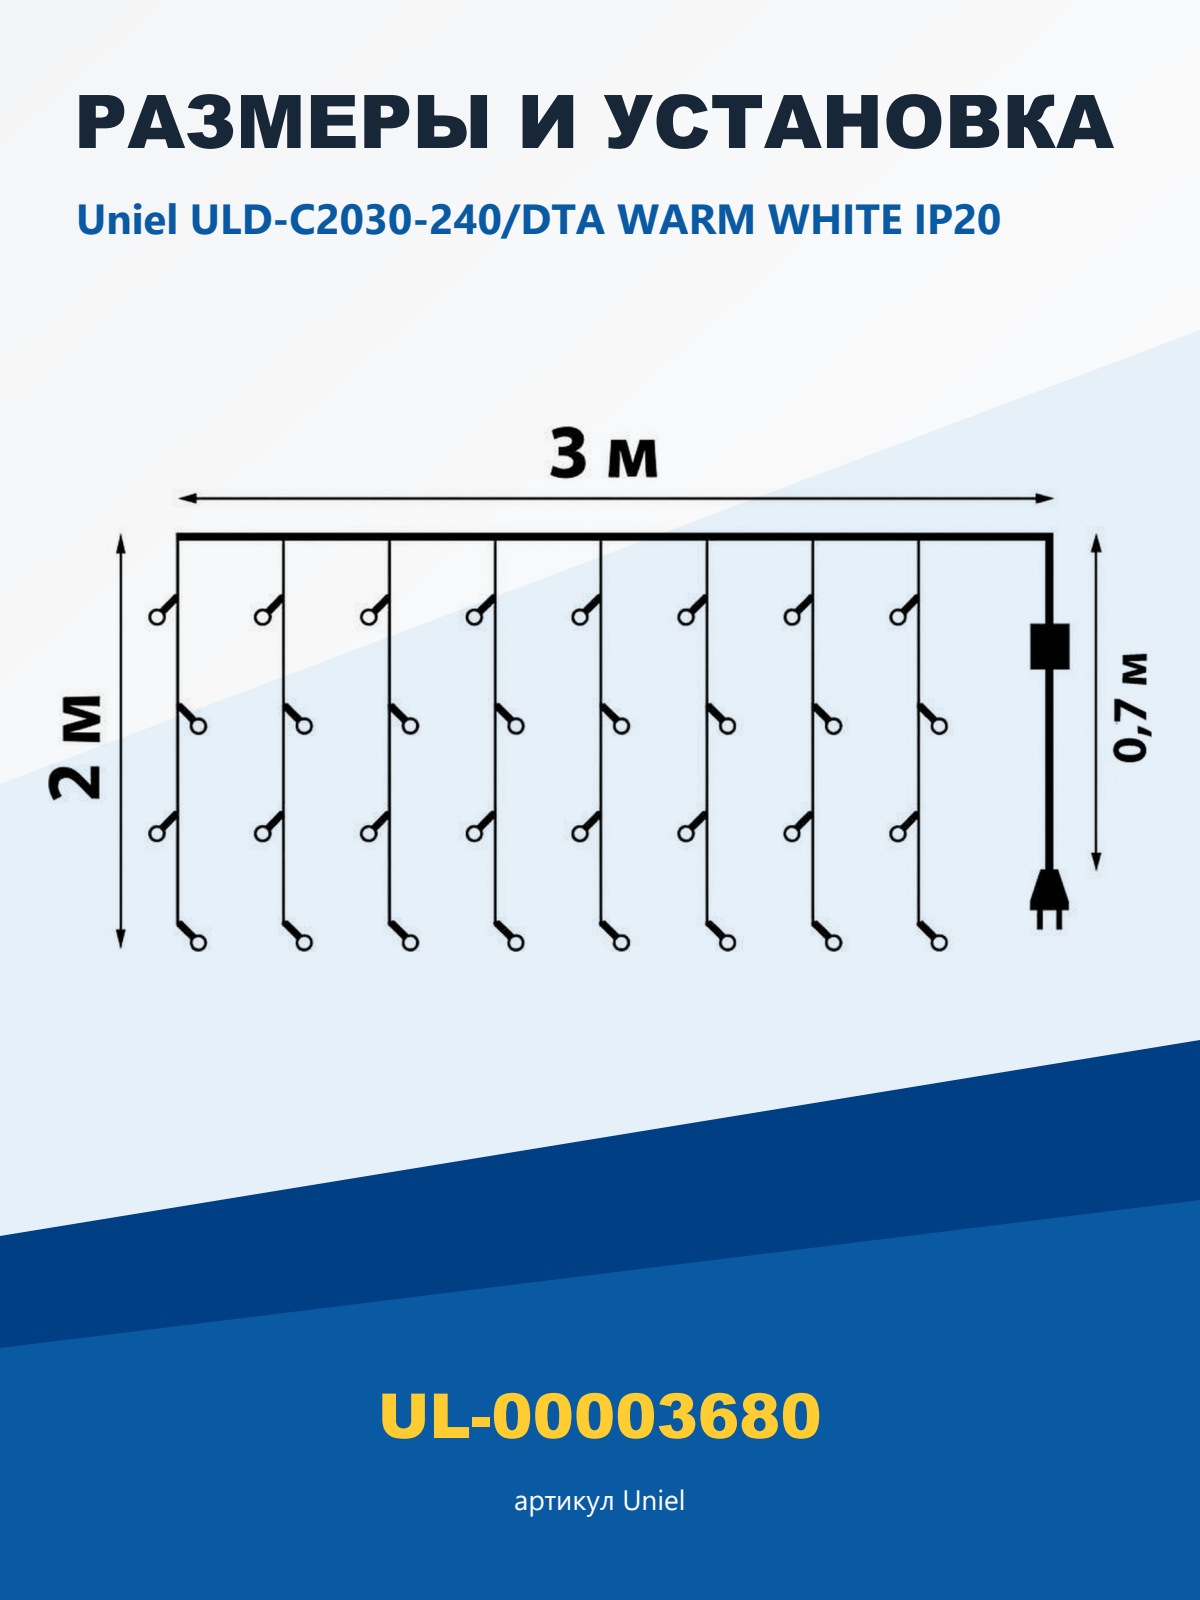 РАЗМЕРЫ И УСТАНОВКА
Uniel ULD-C2030-240/DTA WARM WHITE IP20
3 м
2 м
0,7 м
UL-00003680
артикул Uniel